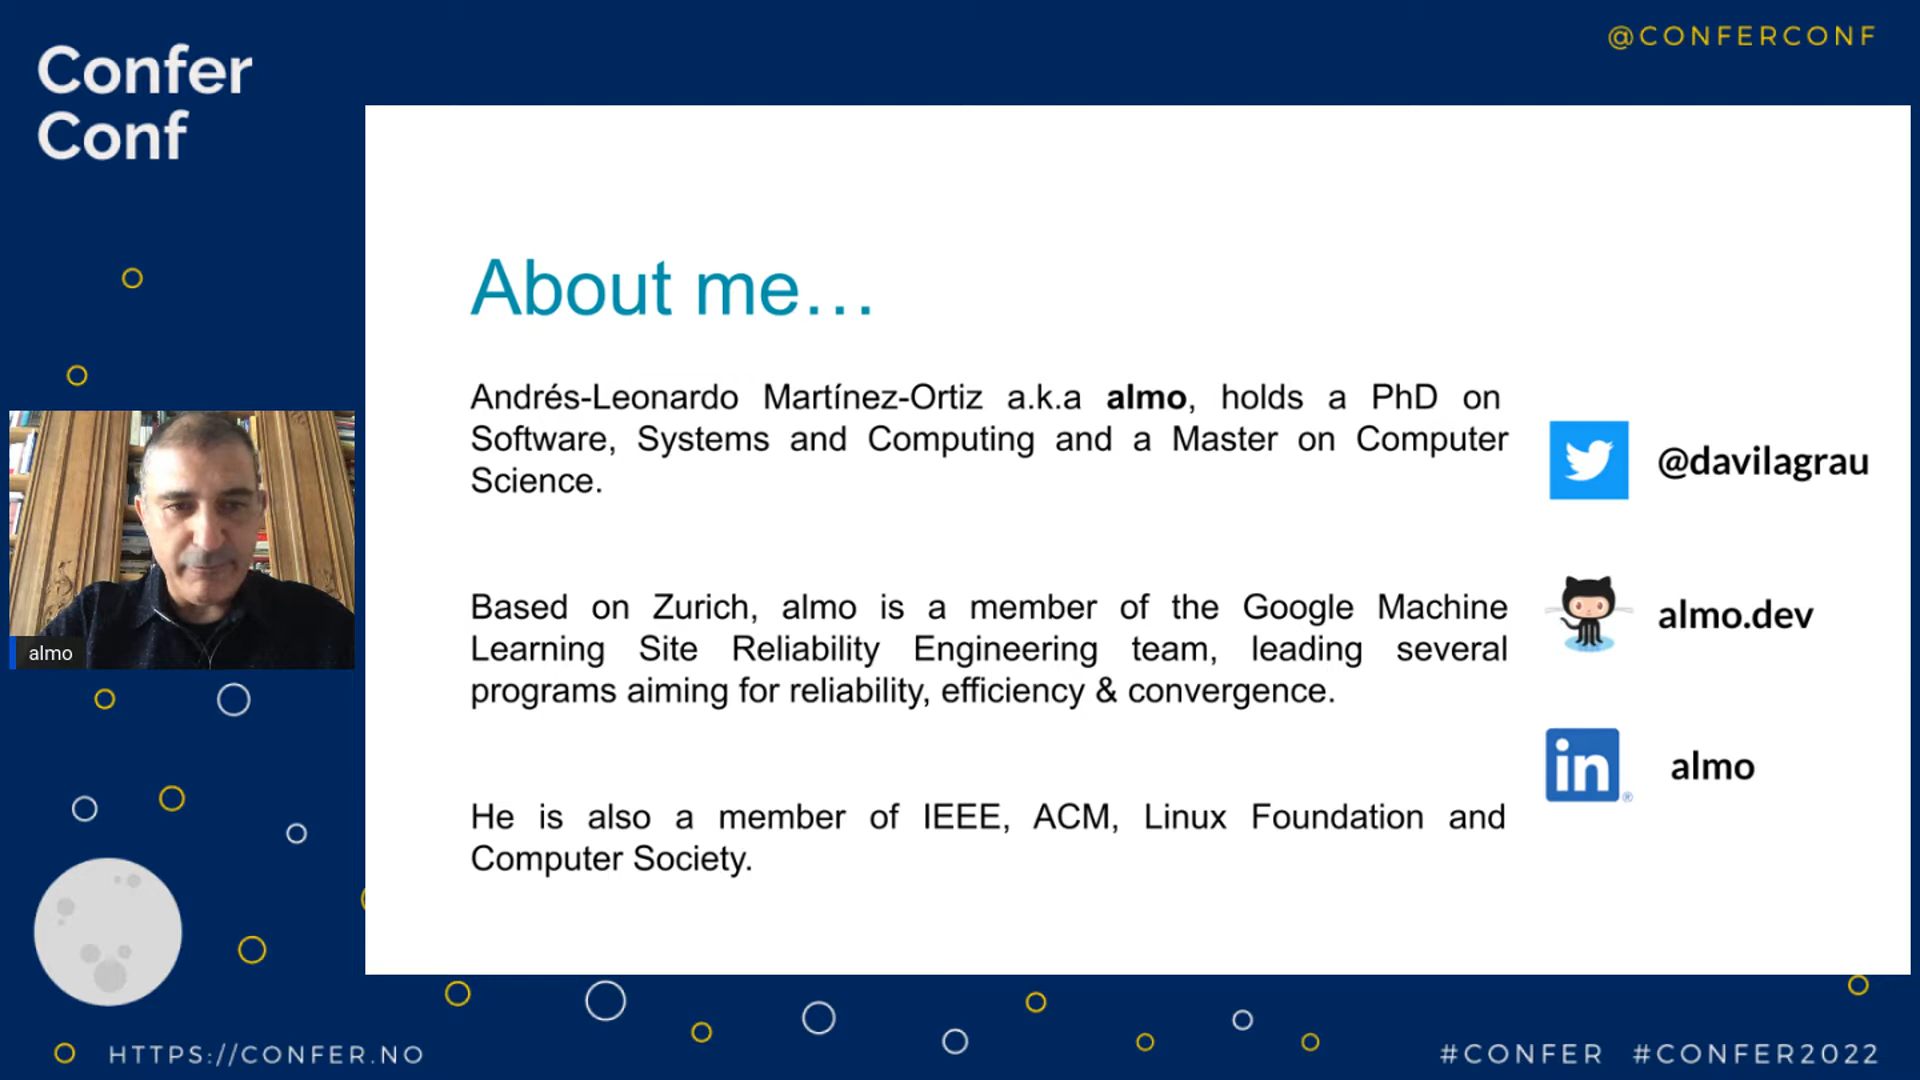 Confer
Conf
@CONFERCONF
About me…
Andrés-Leonardo Martínez-Ortiz a.k.a almo, holds a PhD on
Software, Systems and Computing and a Master on Computer
Science.
@davilagrau
Based on Zurich, almo is a member of the Google Machine
Learning Site Reliability Engineering team, leading several
programs aiming for reliability, efficiency & convergence.
almo.dev
in
®
almo
He is also a member of IEEE, ACM, Linux Foundation and
Computer Society.
almo
HTTPS://CONFER.NO
#CONFER #CONFER2022